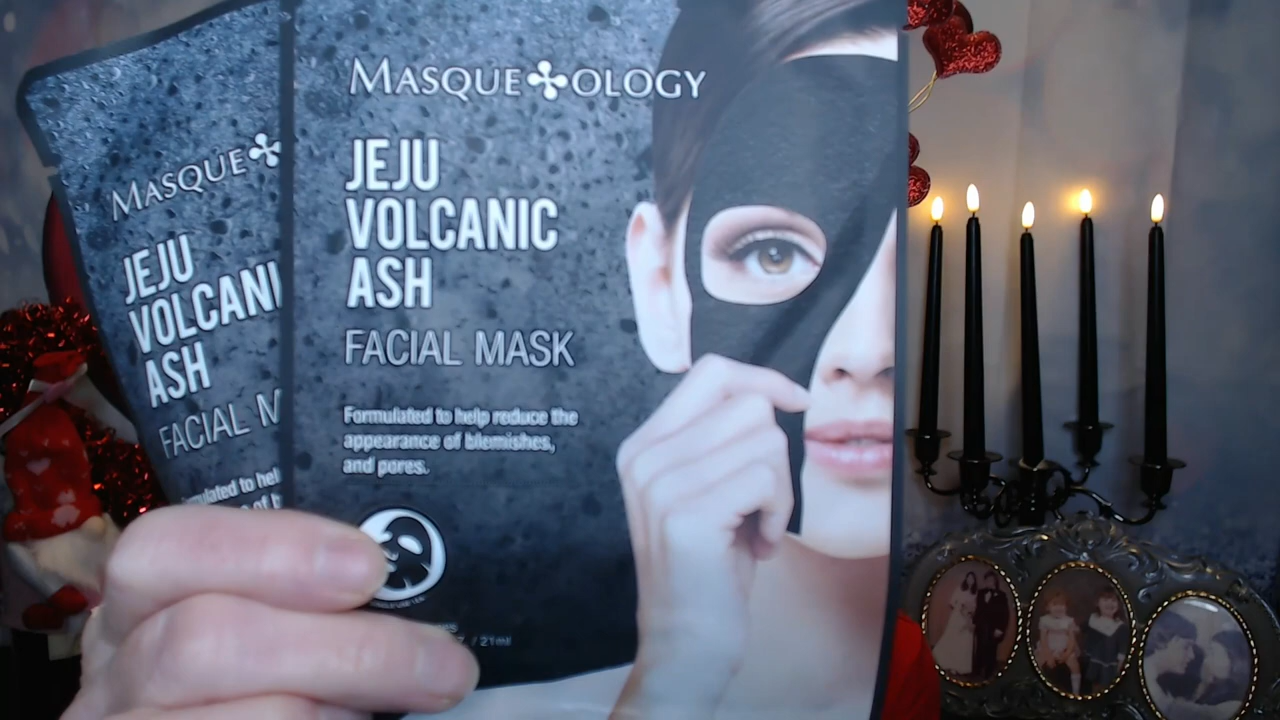 MASQUE OLOGY
JEJU
VOLCANIC
ASH
FACIAL MASK
Formulated to help reduce the
appearance of blemishes,
and pores.
/ 21ml
MASQUE
JEJU
VOLCANI
ASH
FACIAL M